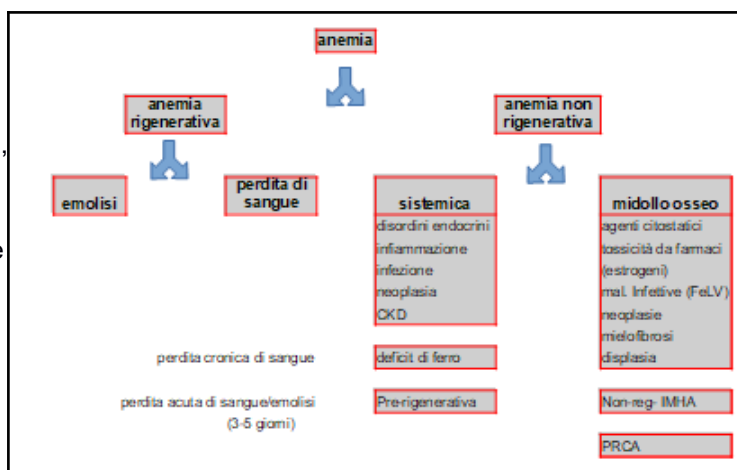 anemia
anemia
rigenerativa
anemia non
rigenerativa
,
emolisi
perdita di
sangue
sistemica
disordini endocrini
infiammazione
infezione
neoplasia
CKD
midollo osseo
agenti citostatici
tossicità da farmaci
(estrogeni)
mal. Infettive (FeLV)
neoplasie
mielofibrosi
displasia
e
perdita cronica di sangue
deficit di ferro
perdita acuta di sangue/emolisi
(3-5 giorni)
Pre-rigenerativa
Non-reg- IMHA
PRCA